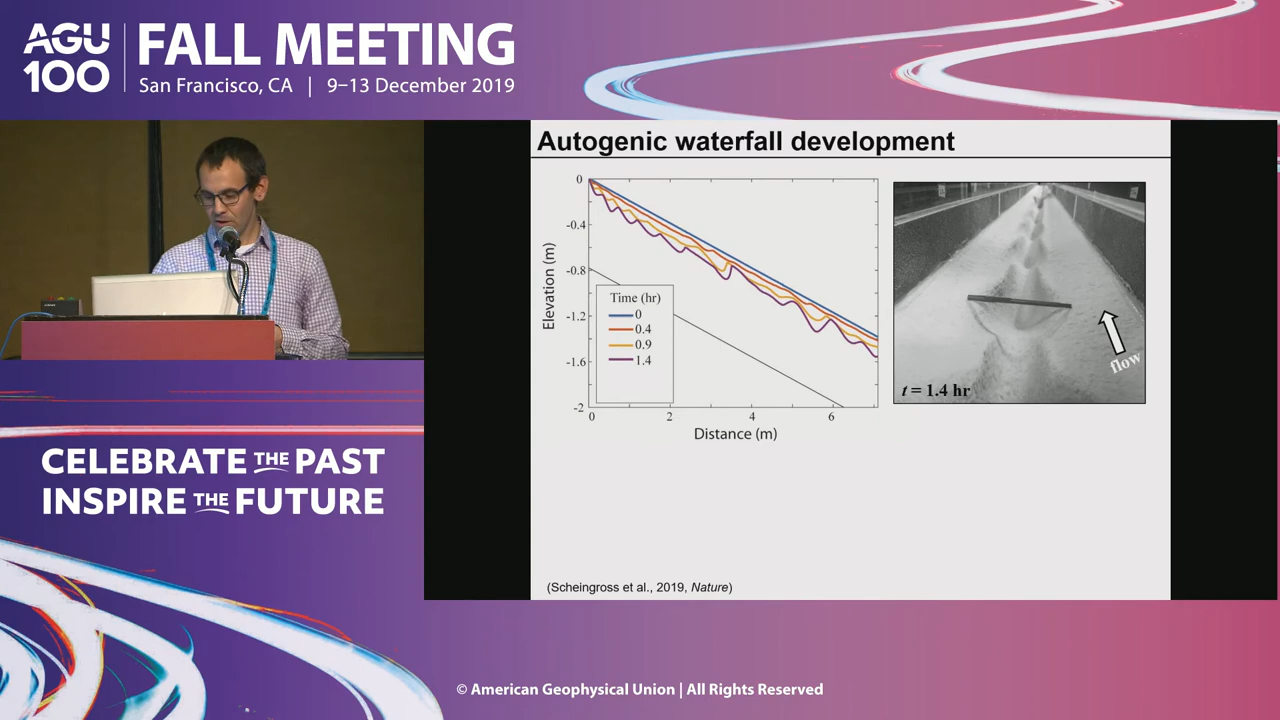 AGU
100
FALL MEETING
San Francisco, CA | 9–13 December 2019
Autogenic waterfall development
0
-0.4
-0.8
-1.2
-1.6
-2
Elevation (m)
Time (hr)
0
0.4
0.9
1.4
0 2 4 6
Distance (m)
flow
t = 1.4 hr
(Scheingross et al., 2019, Nature)
CELEBRATE THE PAST
INSPIRE THE FUTURE
© American Geophysical Union | All Rights Reserved